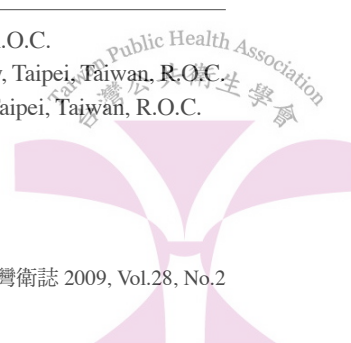 .O.C.
, Taipei, Taiwan, R.O.C.
aipei, Taiwan, R.O.C.
Taiwan Public Health Association
台灣公共衛生學會
灣衛誌 2009, Vol.28, No.2